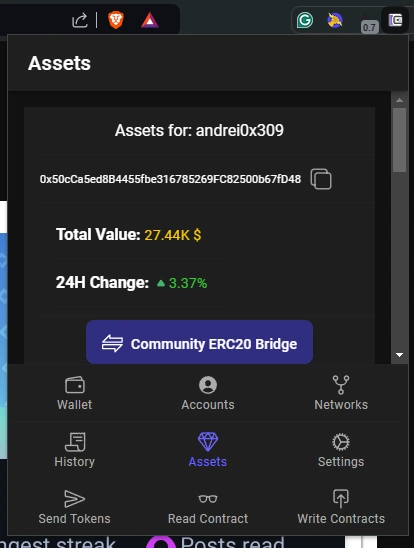 0.7
Assets
Assets for: andrei0x309
0x50cCa5ed8B4455fbe316785269FC82500b67fD48
Total Value: 27.44K $
24H Change: 3.37%
Community ERC20 Bridge
Wallet Accounts Networks
History Assets Settings
Send Tokens Read Contract Write Contracts
ngest streak Posts read